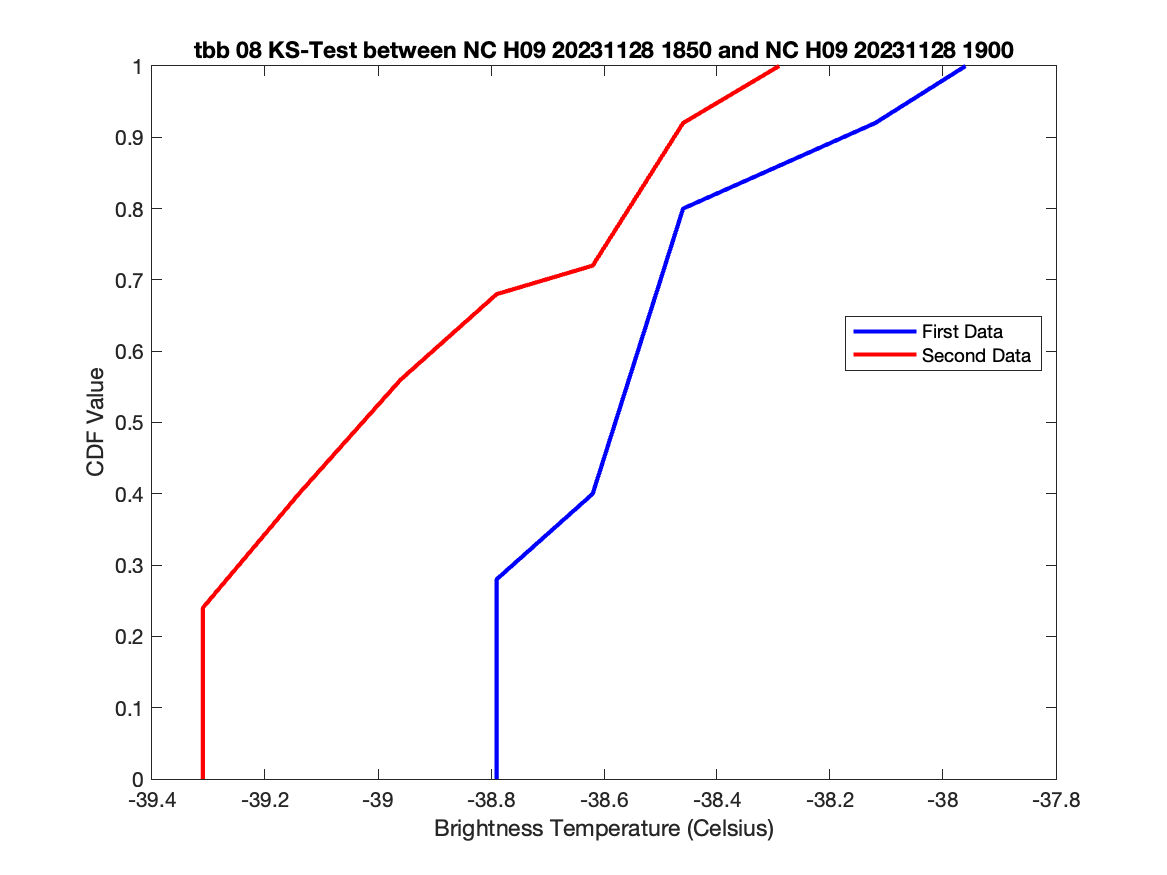 tbb 08 KS-Test between NC H09 20231128 1850 and NC H09 20231128 1900
1
0.9
0.8
0.7
0.6
0.5
0.4
0.3
0.2
0.1
0
CDF Value
First Data
Second Data
-39.4 -39.2 -39 -38.8 -38.6 -38.4 -38.2 -38 -37.8
Brightness Temperature (Celsius)